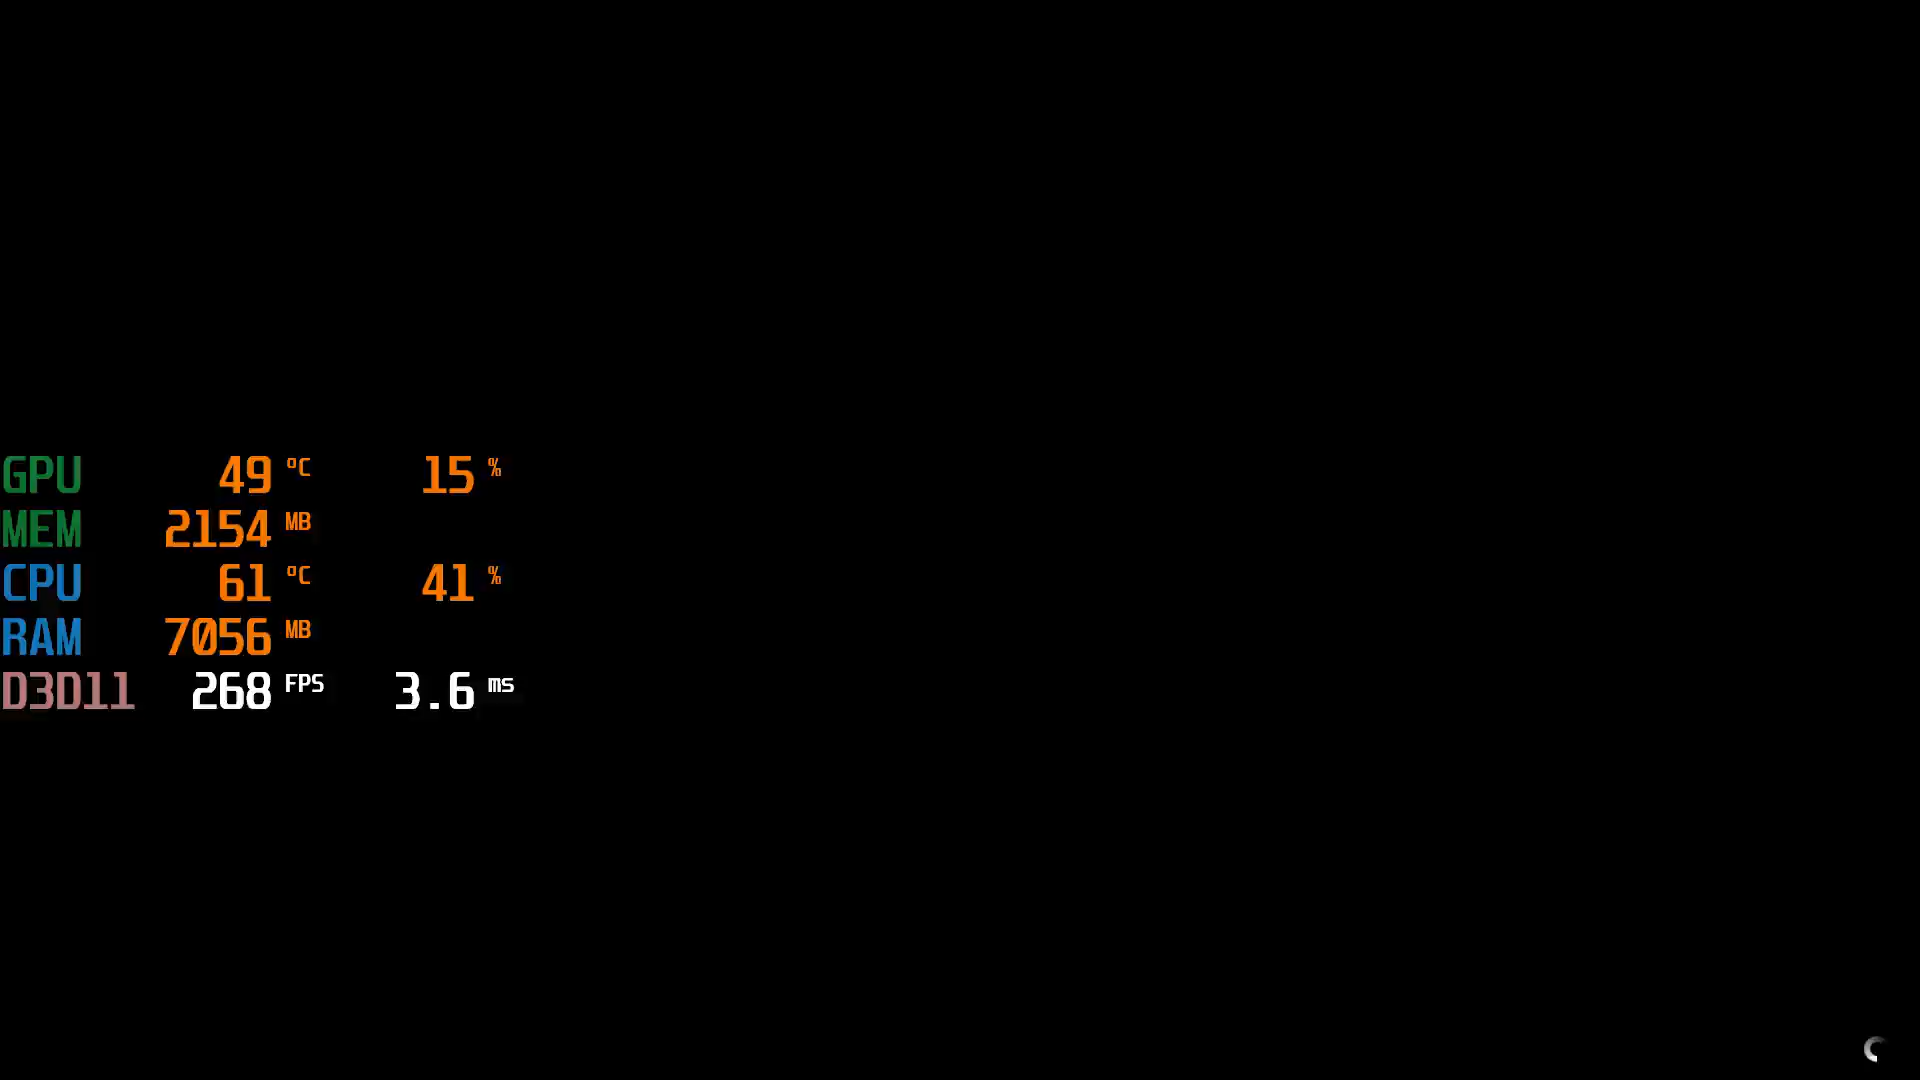 GPU 49 °C 15 %
MEM 2154 MB
CPU 61 °C 41 %
RAM 7056 MB
D3D11 268 FPS 3.6 ms